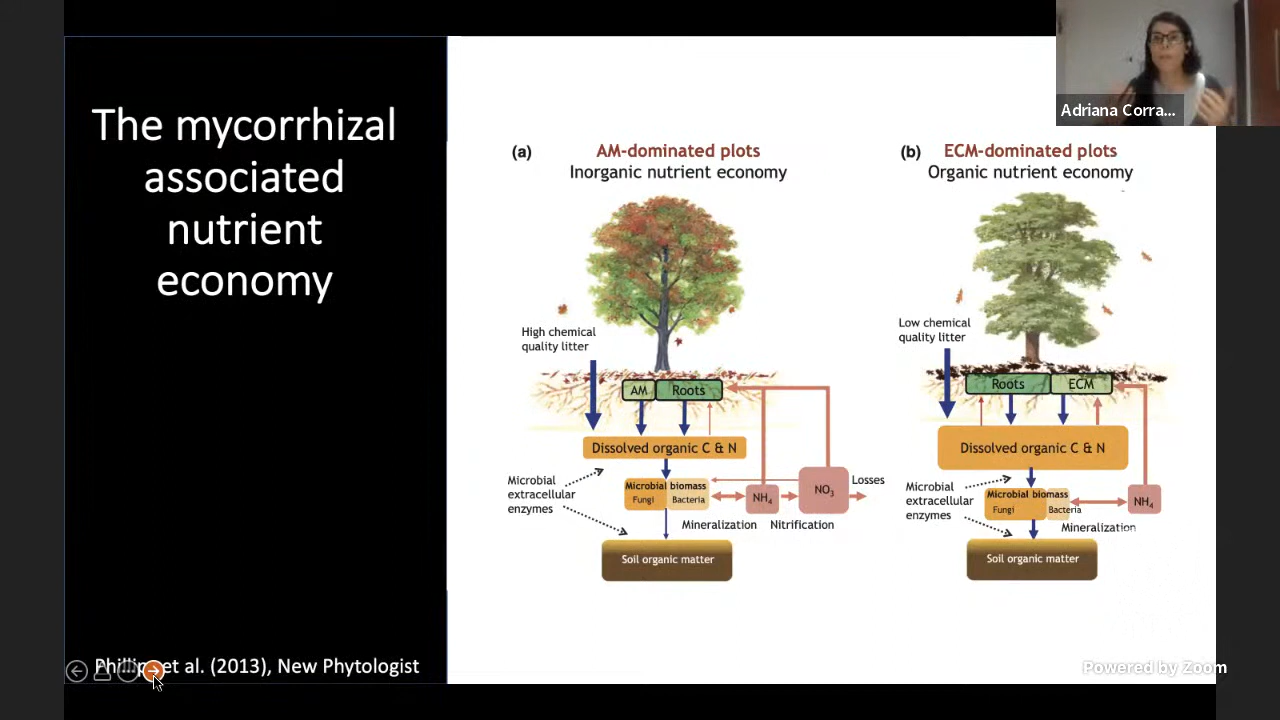 The mycorrhizal
associated
nutrient
economy
Phillips et al. (2013), New Phytologist
Adriana Corra...
(a)
AM-dominated plots
Inorganic nutrient economy
High chemical
quality litter
AM
Roots
Dissolved organic C & N
Microbial
extracellular
enzymes
Microbial biomass
Fungi
Bacteria
NH4
NO3
Losses
Mineralization
Nitrification
Soil organic matter
(b)
ECM-dominated plots
Organic nutrient economy
Low chemical
quality litter
Roots
ECM
Dissolved organic C & N
Microbial
extracellular
enzymes
Microbial biomass
Fungi
Bacteria
NH4
Mineralization
Soil organic matter
Powered by Zoom